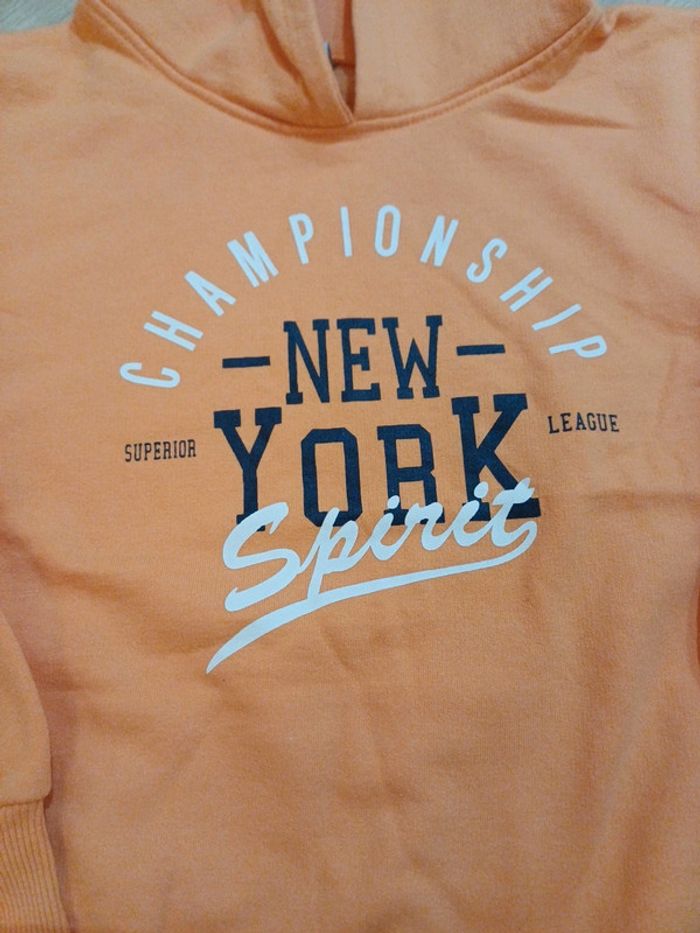 CHAMPIONSHIP
- NEW -
SUPERIOR YORK LEAGUE
Spirit